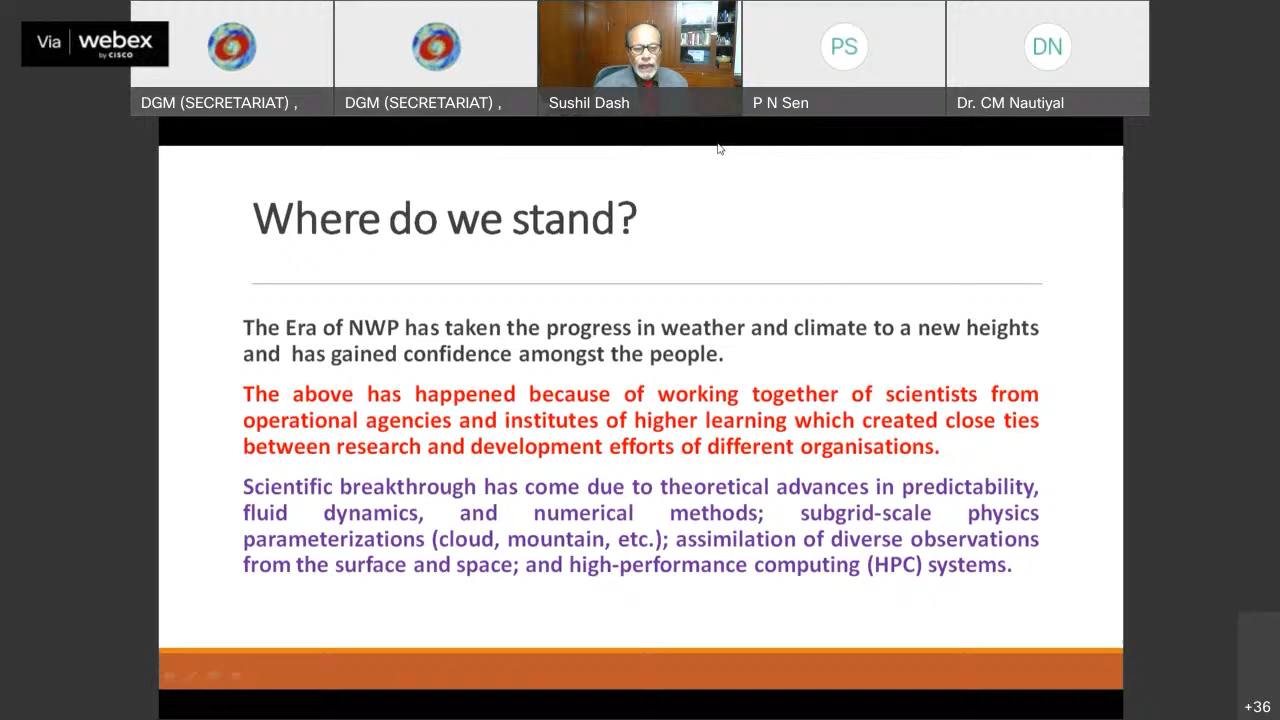 Via webex
by CISCO
PS
DN
DGM (SECRETARIAT) ,
DGM (SECRETARIAT) ,
Sushil Dash
P N Sen
Dr. CM Nautiyal
Where do we stand?
The Era of NWP has taken the progress in weather and climate to a new heights
and has gained confidence amongst the people.
The above has happened because of working together of scientists from
operational agencies and institutes of higher learning which created close ties
between research and development efforts of different organisations.
Scientific breakthrough has come due to theoretical advances in predictability,
fluid dynamics, and numerical methods; subgrid-scale physics
parameterizations (cloud, mountain, etc.); assimilation of diverse observations
from the surface and space; and high-performance computing (HPC) systems.
+36